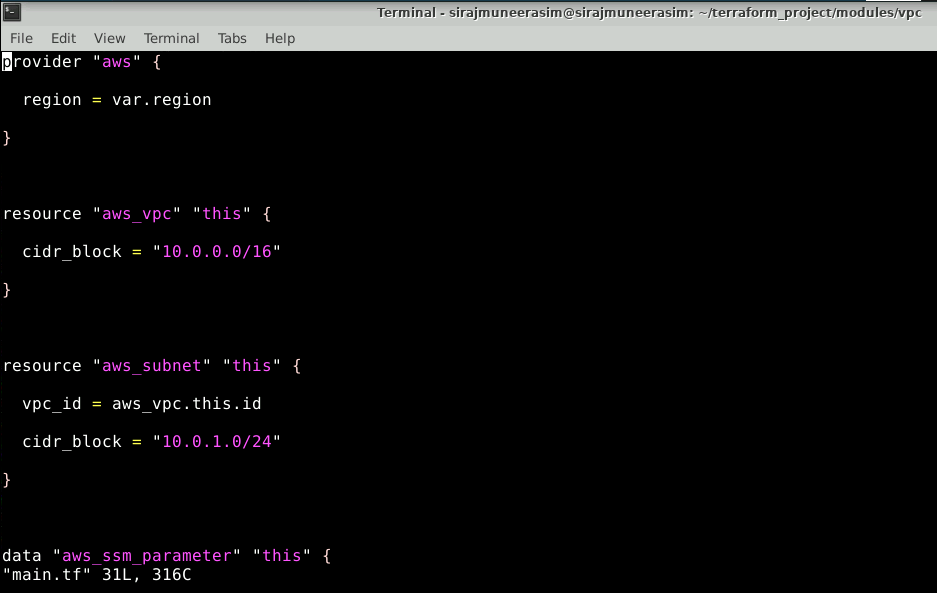 Terminal - sirajmuneerasim@sirajmuneerasim: ~/terraform_project/modules/vpc
File Edit View Terminal Tabs Help
provider "aws" {
  region = var.region
}
resource "aws_vpc" "this" {
  cidr_block = "10.0.0.0/16"
}
resource "aws_subnet" "this" {
  vpc_id = aws_vpc.this.id
  cidr_block = "10.0.1.0/24"
}
data "aws_ssm_parameter" "this" {
"main.tf" 31L, 316C